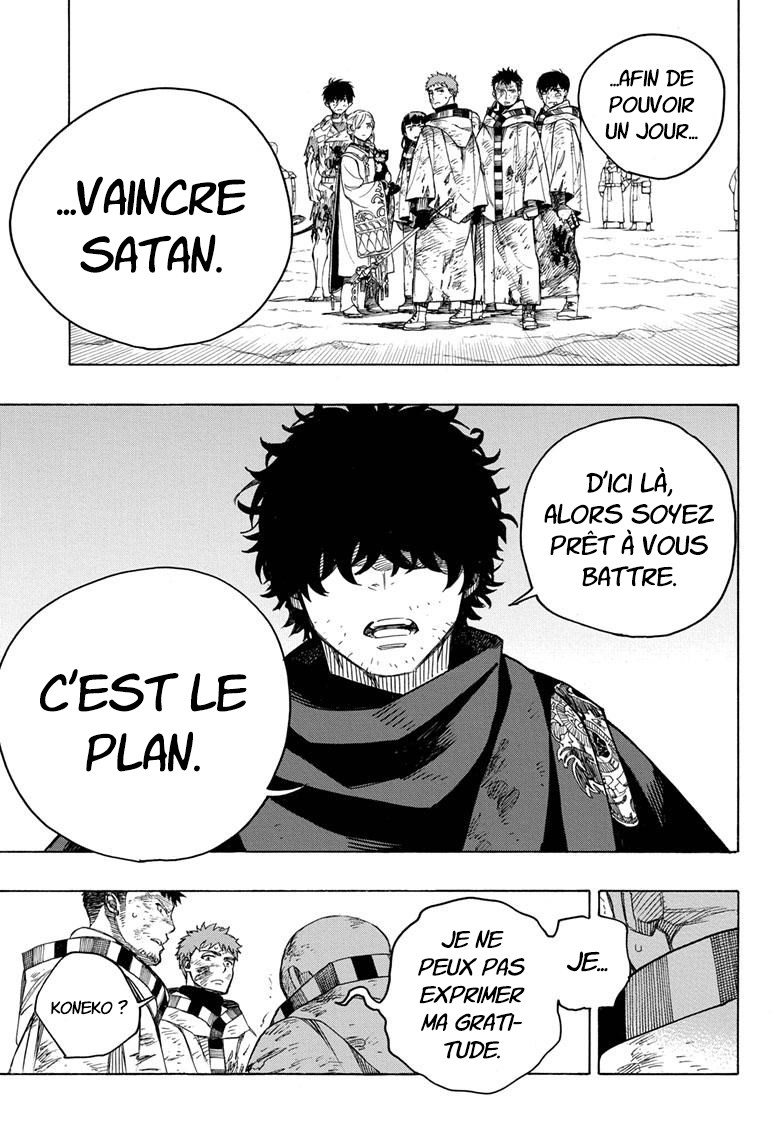 ...AFIN DE
POUVOIR
UN JOUR...
...VAINCRE
SATAN.
D'ICI LÀ,
ALORS SOYEZ
PRÊT À VOUS
BATTRE.
C'EST LE
PLAN.
JE...
JE NE
PEUX PAS
EXPRIMER
MA GRATI-
TUDE.
KONEKO ?